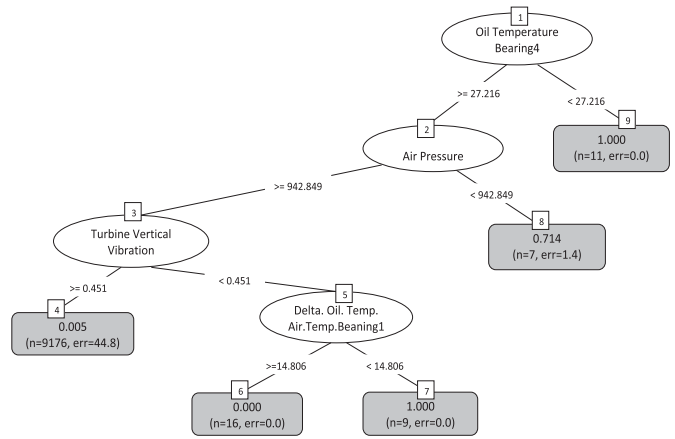 1
Oil Temperature
Bearing4
>= 27.216
< 27.216
2
Air Pressure
9
1.000
(n=11, err=0.0)
>= 942.849
< 942.849
3
Turbine Vertical
Vibration
8
0.714
(n=7, err=1.4)
>= 0.451
< 0.451
4
0.005
(n=9176, err=44.8)
5
Delta. Oil. Temp.
Air.Temp.Beaning1
>=14.806
< 14.806
6
0.000
(n=16, err=0.0)
7
1.000
(n=9, err=0.0)